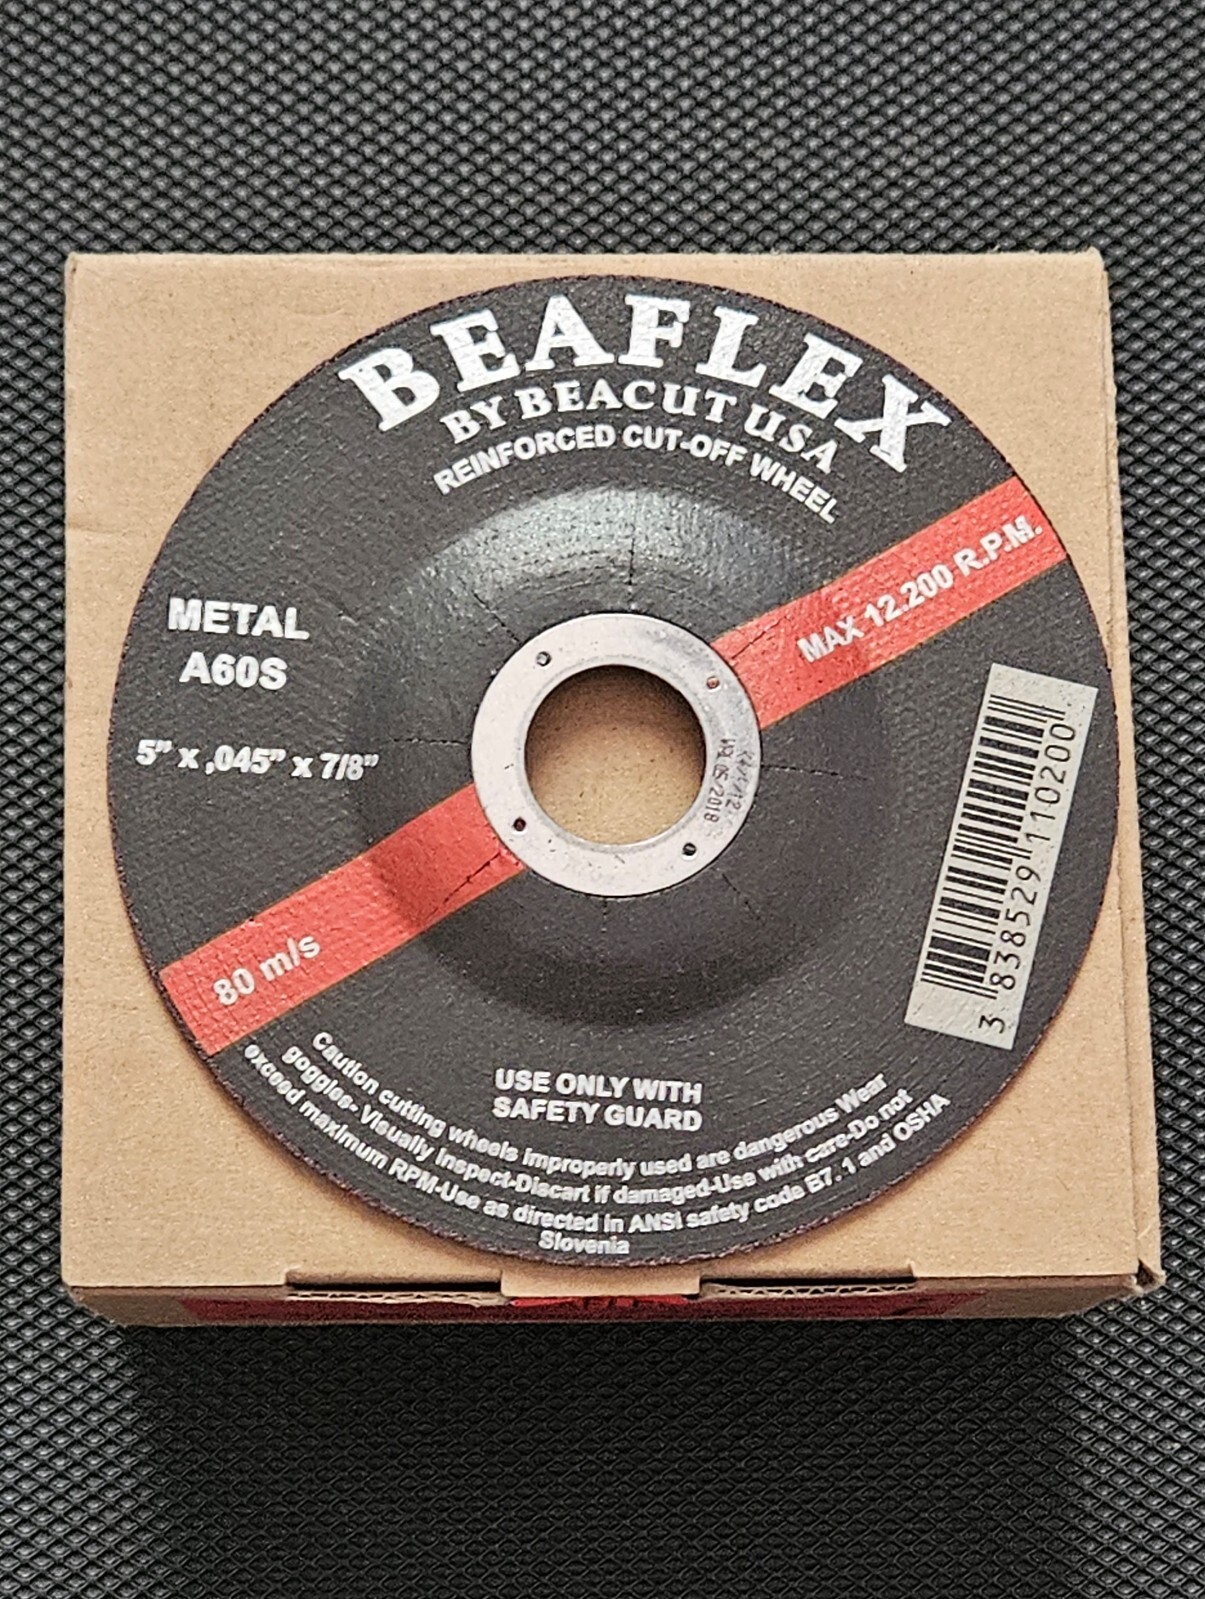 BEAFLEX
BY BEACUT USA
REINFORCED CUT-OFF WHEEL
MAX 12.200 R.P.M.
METAL
A60S
5” x ,045” x 7/8”
05/2018
3 838529 110200
80 m/s
USE ONLY WITH
SAFETY GUARD
Caution cutting wheels improperly used are dangerous Wear
goggles- Visually Inspect-Discart if damaged-Use with care-Do not
exceed maximum RPM-Use as directed in ANSI safety code B7, 1 and OSHA
Slovenia